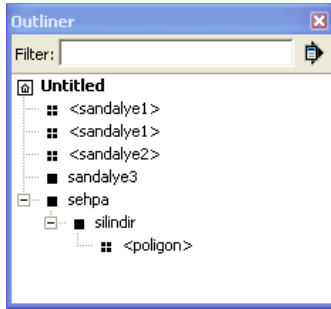 Outliner
Filter:
Untitled
<sandalye1>
<sandalye1>
<sandalye2>
sandalye3
sehpa
silindir
<poligon>